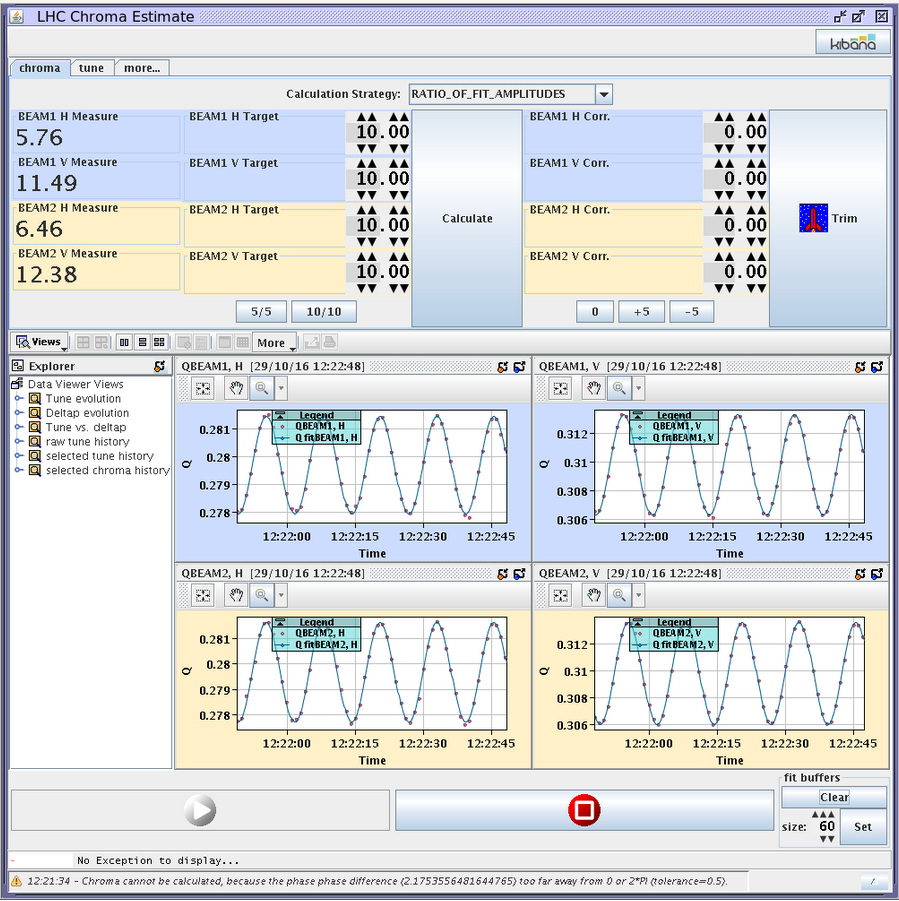 LHC Chroma Estimate
kibana
chroma tune more...
Calculation Strategy: RATIO_OF_FIT_AMPLITUDES
BEAM1 H Measure BEAM1 H Target BEAM1 H Corr.
5.76 10.00 0.00
BEAM1 V Measure BEAM1 V Target BEAM1 V Corr.
11.49 10.00 0.00
BEAM2 H Measure BEAM2 H Target Calculate BEAM2 H Corr. Trim
6.46 10.00 0.00
BEAM2 V Measure BEAM2 V Target BEAM2 V Corr.
12.38 10.00 0.00
5/5 10/10 0 +5 -5
Views More
Explorer
Data Viewer Views
Tune evolution
Deltap evolution
Tune vs. deltap
raw tune history
selected tune history
selected chroma history
QBEAM1, H [29/10/16 12:22:48]
Legend
QBEAM1, H
Q fitBEAM1, H
Q
0.281
0.28
0.279
0.278
12:22:00 12:22:15 12:22:30 12:22:45
Time
QBEAM1, V [29/10/16 12:22:48]
Legend
QBEAM1, V
Q fitBEAM1, V
Q
0.312
0.31
0.308
0.306
12:22:00 12:22:15 12:22:30 12:22:45
Time
QBEAM2, H [29/10/16 12:22:48]
Legend
QBEAM2, H
Q fitBEAM2, H
Q
0.281
0.28
0.279
0.278
12:22:00 12:22:15 12:22:30 12:22:45
Time
QBEAM2, V [29/10/16 12:22:48]
Legend
QBEAM2, V
Q fitBEAM2, V
Q
0.312
0.31
0.308
0.306
12:22:00 12:22:15 12:22:30 12:22:45
Time
fit buffers
Clear
size: 60 Set
- No Exception to display...
12:21:34 - Chroma cannot be calculated, because the phase phase difference (2.1753556481644765) too far away from 0 or 2*PI (tolerance=0.5). /